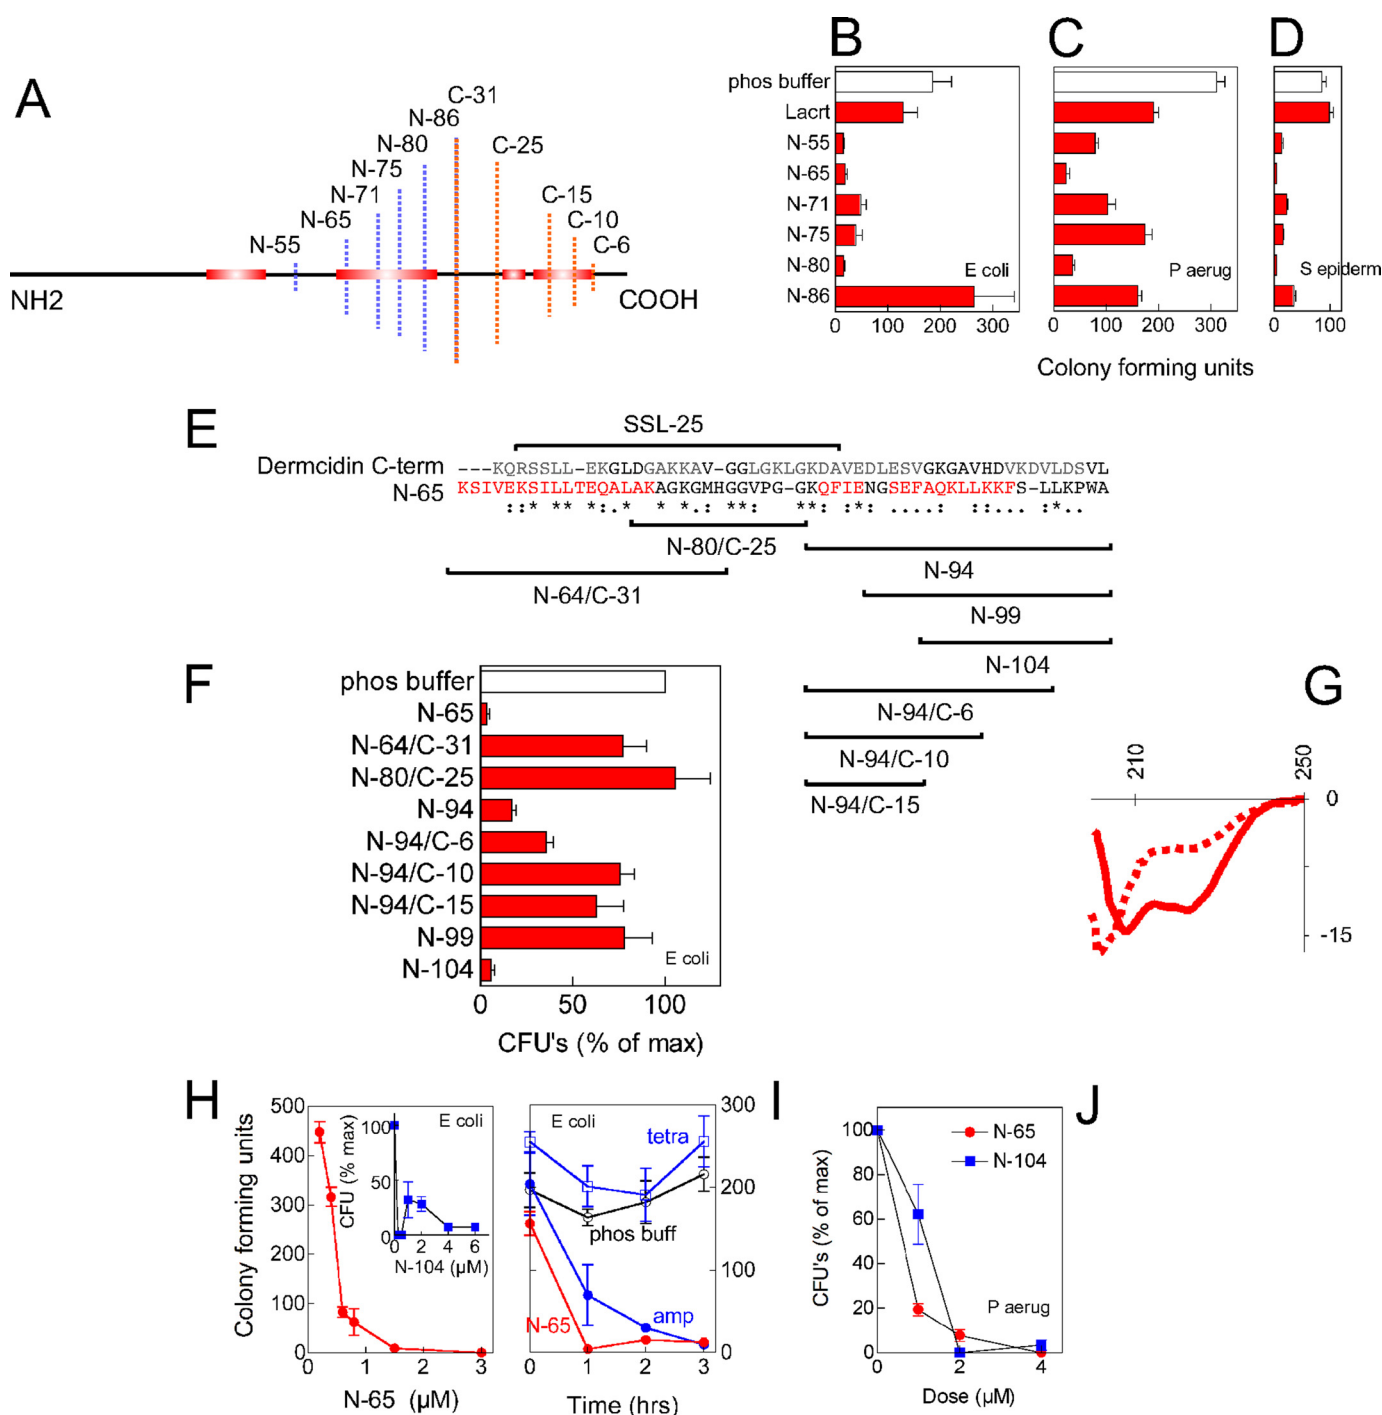 A
C-31
N-86
N-80
C-25
N-75
N-71
C-15
N-65
C-10
N-55
C-6
NH2
COOH
B
C
D
phos buffer
Lacrt
N-55
N-65
N-71
N-75
N-80
N-86
E coli
P aerug
S epiderm
0 100 200 300
0 100 200 300
0 100
Colony forming units
E
SSL-25
Dermcidin C-term ---KQRSSLL-EKGLDGAKKAV-GGLGKLGKDAVEDLESVGKGAVHDVKDVLDSVL
N-65 KSIVEKSILLTEQALAKAGKGMHGGVPG-GKQFIENGSEFAQKLLKKFS-LLKPWA
N-80/C-25
N-94
N-64/C-31
N-99
N-104
N-94/C-6
N-94/C-10
N-94/C-15
F
phos buffer
N-65
N-64/C-31
N-80/C-25
N-94
N-94/C-6
N-94/C-10
N-94/C-15
N-99
N-104
E coli
0 50 100
CFU's (% of max)
G
210
250
0
-15
H
Colony forming units
500
400
300
200
100
0
0 1 2 3
N-65 (µM)
E coli
CFU (% max)
100
50
0
0 2 4 6
N-104 (µM)
I
E coli
tetra
phos buff
N-65
amp
300
200
100
0
0 1 2 3
Time (hrs)
J
CFU's (% of max)
100
80
60
40
20
0
N-65
N-104
P aerug
0 2 4
Dose (µM)